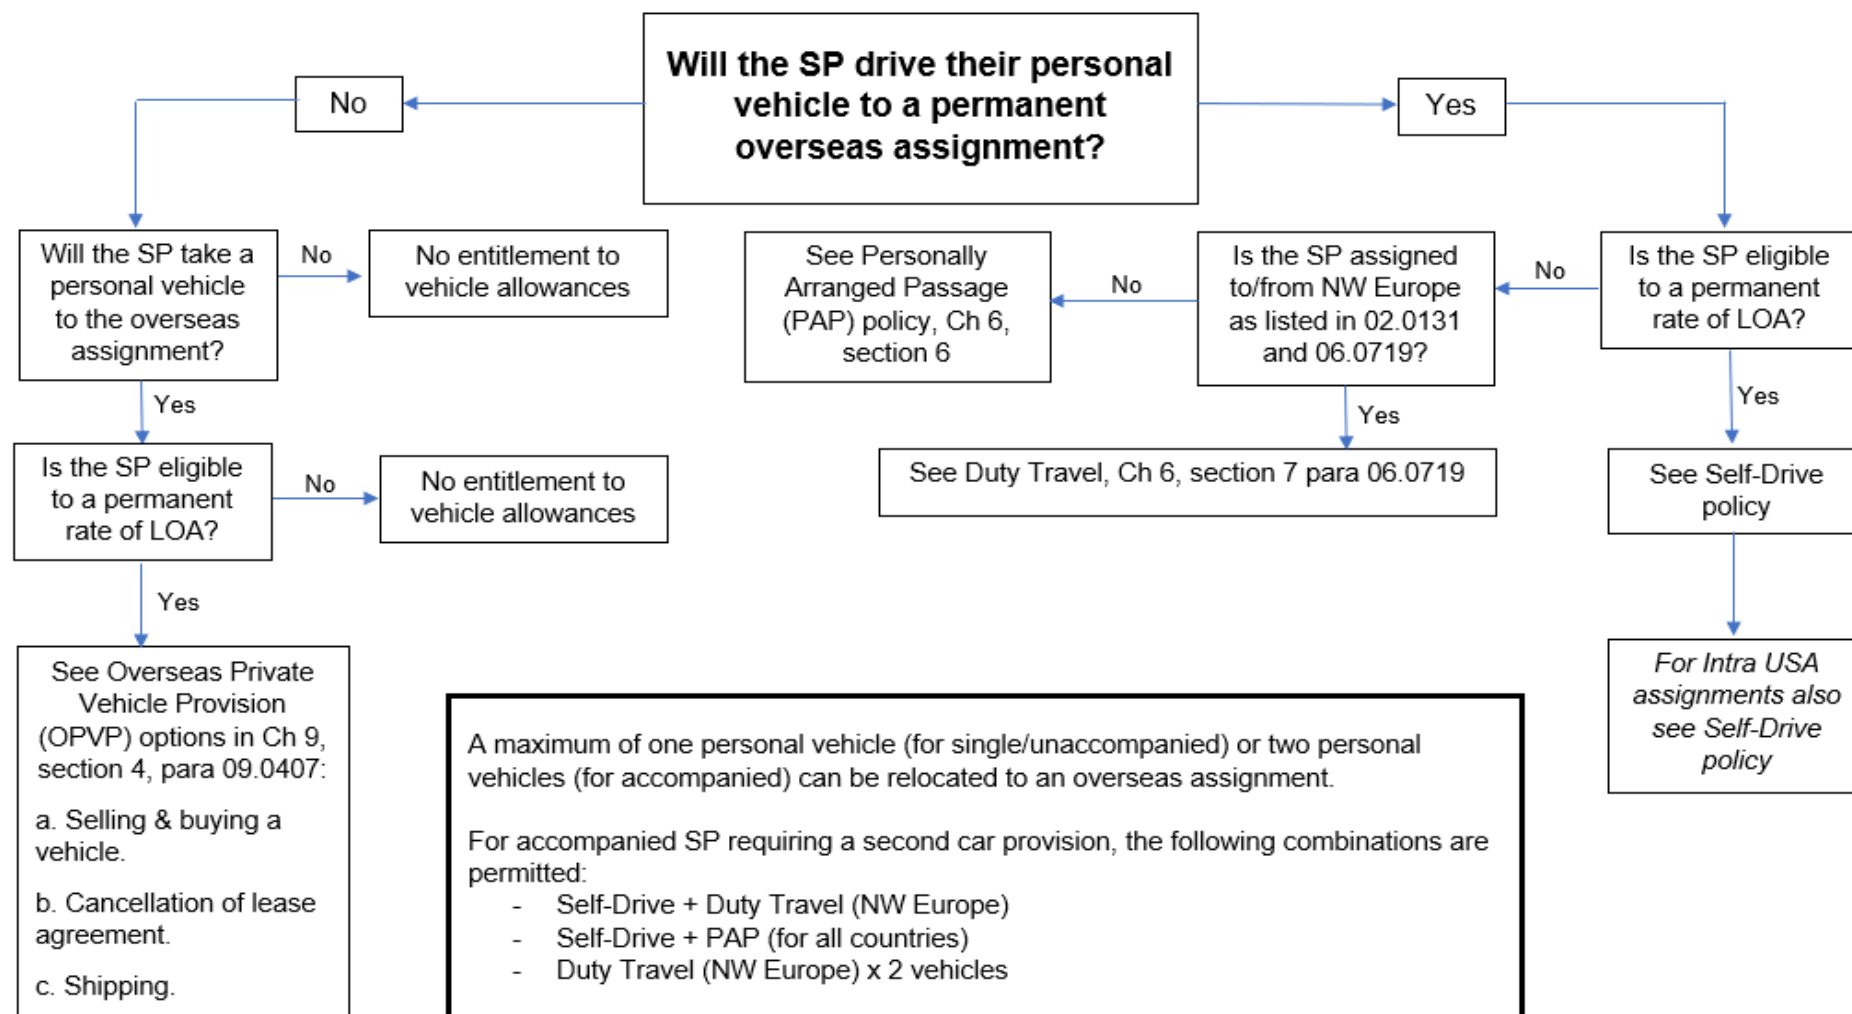 Will the SP drive their personal
vehicle to a permanent
overseas assignment?
No
Yes
Will the SP take a
personal vehicle
to the overseas
assignment?
No
No entitlement to
vehicle allowances
See Personally
Arranged Passage
(PAP) policy, Ch 6,
section 6
No
Is the SP assigned
to/from NW Europe
as listed in 02.0131
and 06.0719?
No
Is the SP eligible
to a permanent
rate of LOA?
Yes
Yes
Yes
Is the SP eligible
to a permanent
rate of LOA?
No
No entitlement to
vehicle allowances
See Duty Travel, Ch 6, section 7 para 06.0719
See Self-Drive
policy
Yes
See Overseas Private
Vehicle Provision
(OPVP) options in Ch 9,
section 4, para 09.0407:
a. Selling & buying a
vehicle.
b. Cancellation of lease
agreement.
c. Shipping.
For Intra USA
assignments also
see Self-Drive
policy
A maximum of one personal vehicle (for single/unaccompanied) or two personal
vehicles (for accompanied) can be relocated to an overseas assignment.
For accompanied SP requiring a second car provision, the following combinations are
permitted:
- Self-Drive + Duty Travel (NW Europe)
- Self-Drive + PAP (for all countries)
- Duty Travel (NW Europe) x 2 vehicles